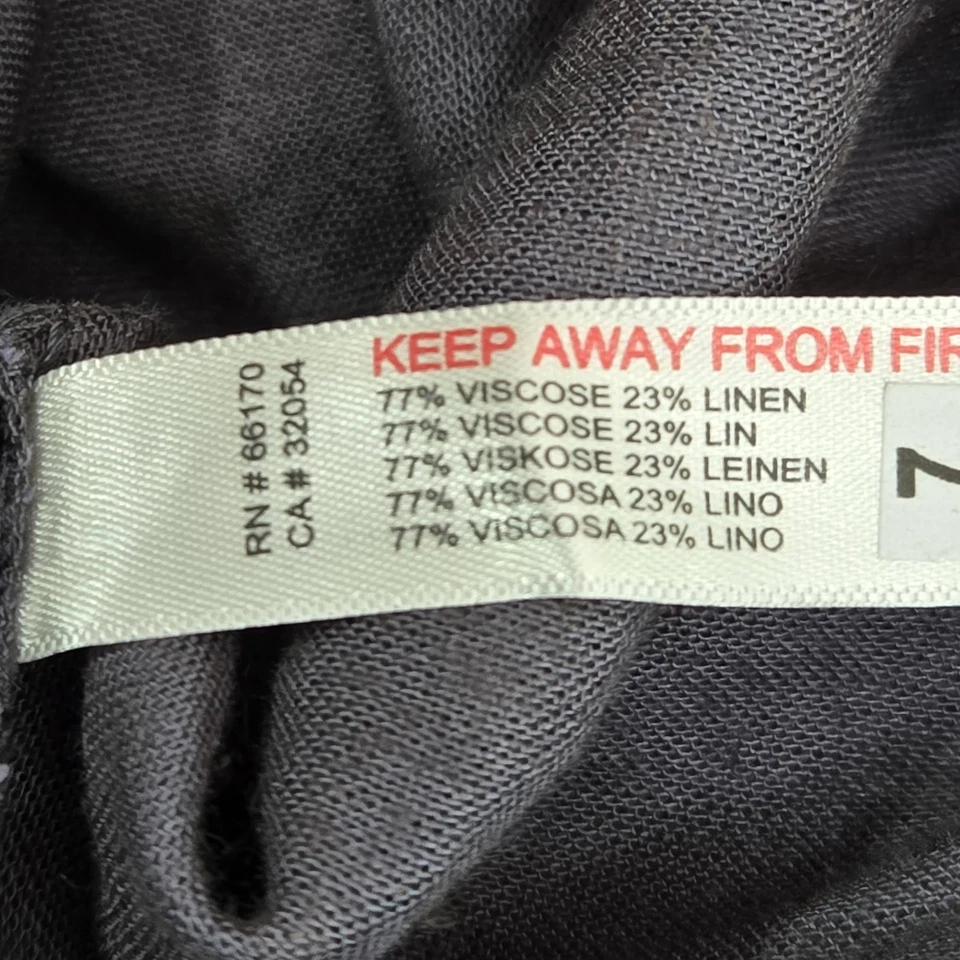 RN # 66170
CA # 32054
KEEP AWAY FROM FIR
77% VISCOSE 23% LINEN
77% VISCOSE 23% LIN
77% VISKOSE 23% LEINEN
77% VISCOSA 23% LINO
77% VISCOSA 23% LINO
7